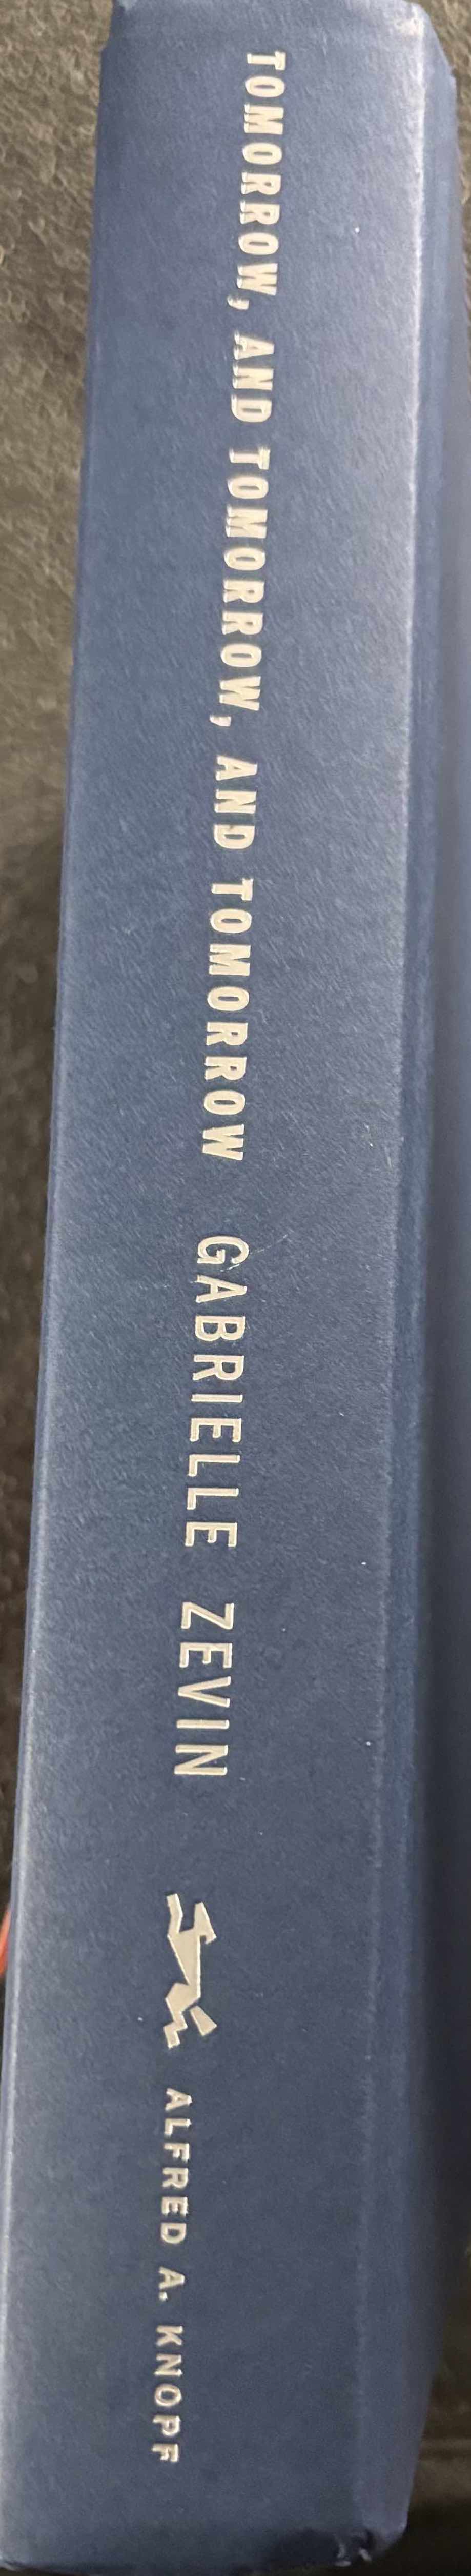 TOMORROW, AND TOMORROW, AND TOMORROW GABRIELLE ZEVIN ALFRED A. KNOPF